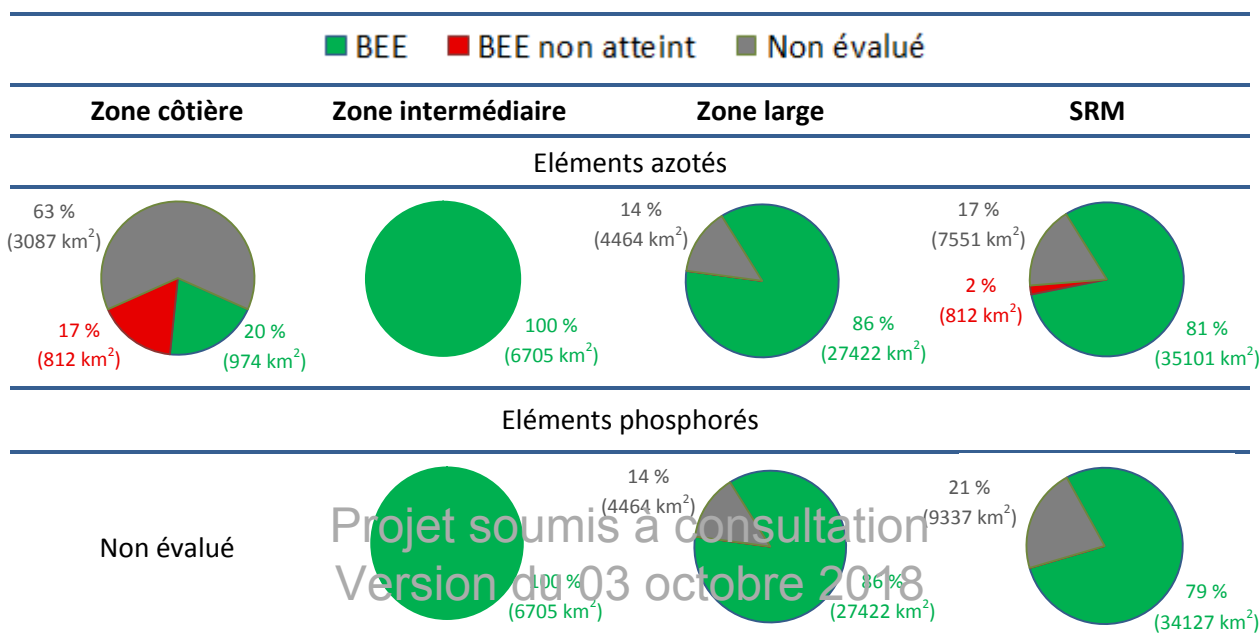 BEE BEE non atteint Non évalué
Zone côtière Zone intermédiaire Zone large SRM
Eléments azotés
63 %
(3087 km²)
17 %
(812 km²)
20 %
(974 km²)
100 %
(6705 km²)
14 %
(4464 km²)
86 %
(27422 km²)
17 %
(7551 km²)
2 %
(812 km²)
81 %
(35101 km²)
Eléments phosphorés
Non évalué
100 %
(6705 km²)
14 %
(4464 km²)
86 %
(27422 km²)
21 %
(9337 km²)
79 %
(34127 km²)
Projet soumis à consultation
Version du 03 octobre 2018